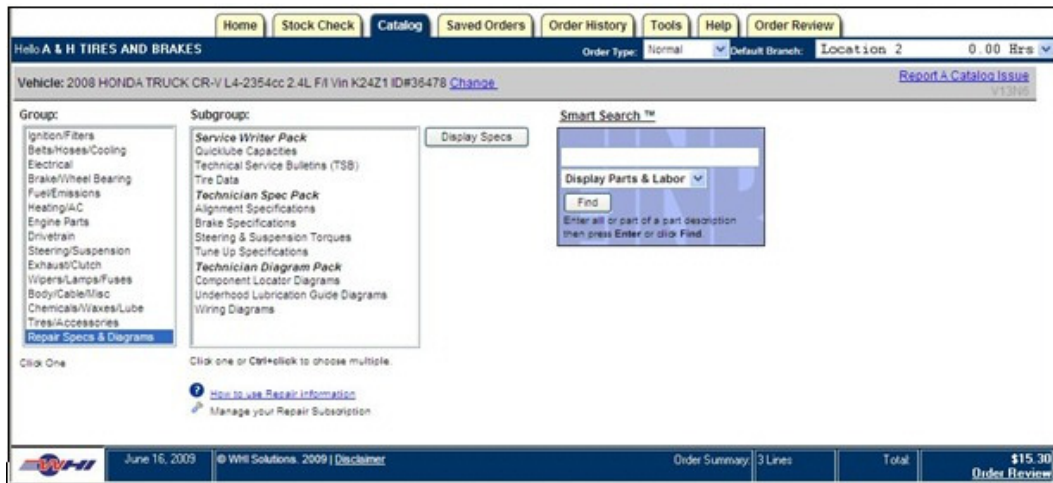 Home Stock Check Catalog Saved Orders Order History Tools Help Order Review
Hello A & H TIRES AND BRAKES Order Type: Normal Default Branch: Location 2 0.00 Hrs
Vehicle: 2008 HONDA TRUCK CR-V L4-2354cc 2.4L F/I Vin K24Z1 ID#36478 Change Report A Catalog Issue
V13N6
Group: Subgroup: Smart Search ™
Ignition/Filters
Belts/Hoses/Cooling
Electrical
Brake/Wheel Bearing
Fuel/Emissions
Heating/AC
Engine Parts
Drivetrain
Steering/Suspension
Exhaust/Clutch
Wipers/Lamps/Fuses
Body/Cable/Misc
Chemicals/Waxes/Lube
Tires/Accessories
Repair Specs & Diagrams
Click One
Service Writer Pack
Quicklube Capacities
Technical Service Bulletins (TSB)
Tire Data
Technician Spec Pack
Alignment Specifications
Brake Specifications
Steering & Suspension Torques
Tune Up Specifications
Technician Diagram Pack
Component Locator Diagrams
Underhood Lubrication Guide Diagrams
Wiring Diagrams
Click one or Ctrl+click to choose multiple.
How to use Repair Information
Manage your Repair Subscription
Display Specs
Display Parts & Labor
Find
Enter all or part of a part description
then press Enter or click Find.
WHI June 16, 2009 © WHI Solutions. 2009 | Disclaimer Order Summary: 3 Lines Total: $15.30
Order Review